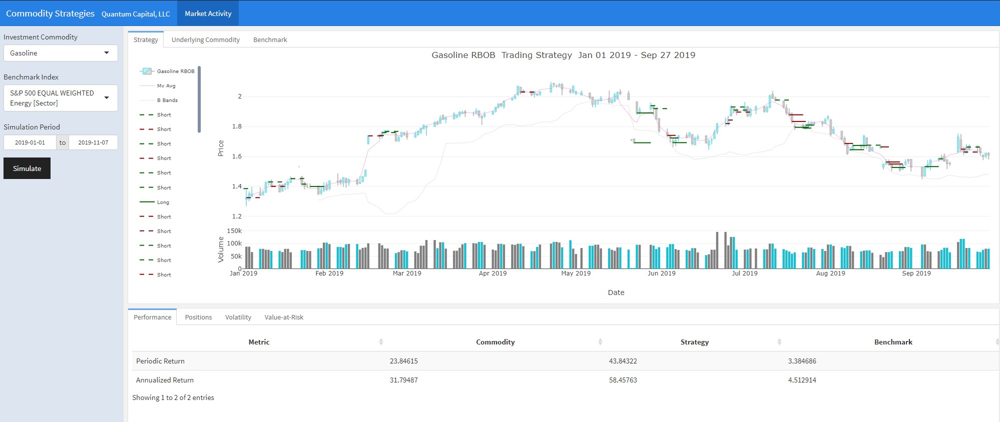 Commodity Strategies Quantum Capital, LLC Market Activity
Investment Commodity
Gasoline
Benchmark Index
S&P 500 EQUAL WEIGHTED
Energy [Sector]
Simulation Period
2019-01-01 to 2019-11-07
Simulate
Strategy Underlying Commodity Benchmark
Gasoline RBOB Trading Strategy Jan 01 2019 - Sep 27 2019
Gasoline RBOB
Mv Avg
B Bands
Short
Short
Short
Short
Short
Short
Long
Short
Short
Short
Short
Short
Price
2
1.8
1.6
1.4
1.2
Volume
150k
100k
50k
0
Jan 2019 Feb 2019 Mar 2019 Apr 2019 May 2019 Jun 2019 Jul 2019 Aug 2019 Sep 2019
Date
Performance Positions Volatility Value-at-Risk
Metric Commodity Strategy Benchmark
Periodic Return 23.84615 43.84322 3.384686
Annualized Return 31.79487 58.45763 4.512914
Showing 1 to 2 of 2 entries